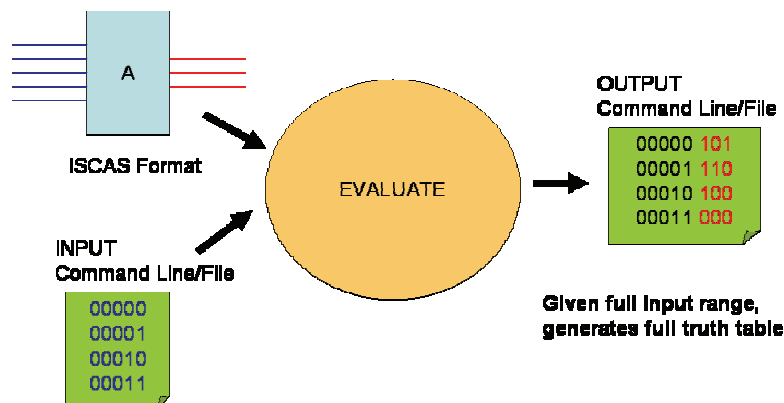 A
ISCAS Format
INPUT
Command Line/File
00000
00001
00010
00011
EVALUATE
OUTPUT
Command Line/File
00000 101
00001 110
00010 100
00011 000
Given full input range,
generates full truth table